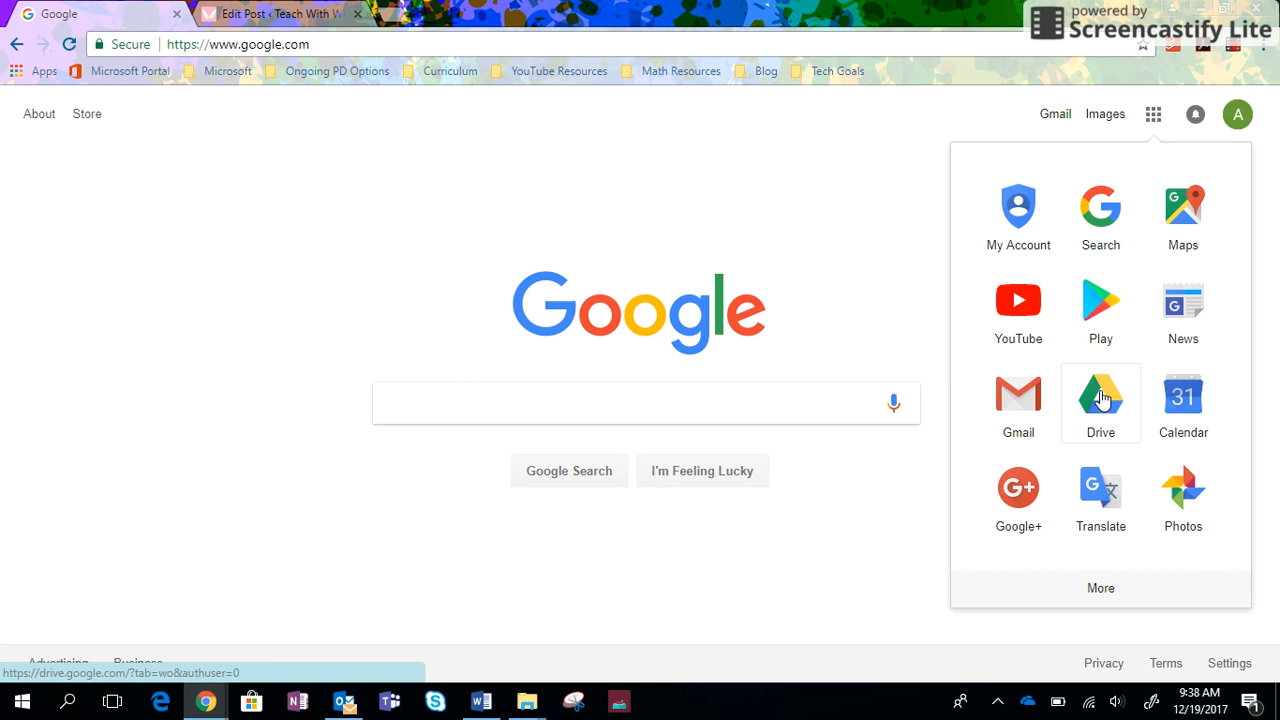 Google
Edit Post ‹ Teach With W
powered by
Screencastify Lite
Secure
https://www.google.com
Apps
Microsoft Portal
Microsoft
Ongoing PD Options
Curriculum
YouTube Resources
Math Resources
Blog
Tech Goals
About
Store
Gmail
Images
A
My Account
Search
Maps
YouTube
Play
News
Google
31
Gmail
Drive
Calendar
Google Search
I'm Feeling Lucky
G+
Google+
Translate
Photos
More
Advertising
Business
Privacy
Terms
Settings
https://drive.google.com/?tab=wo&authuser=0
9:38 AM
12/19/2017
1